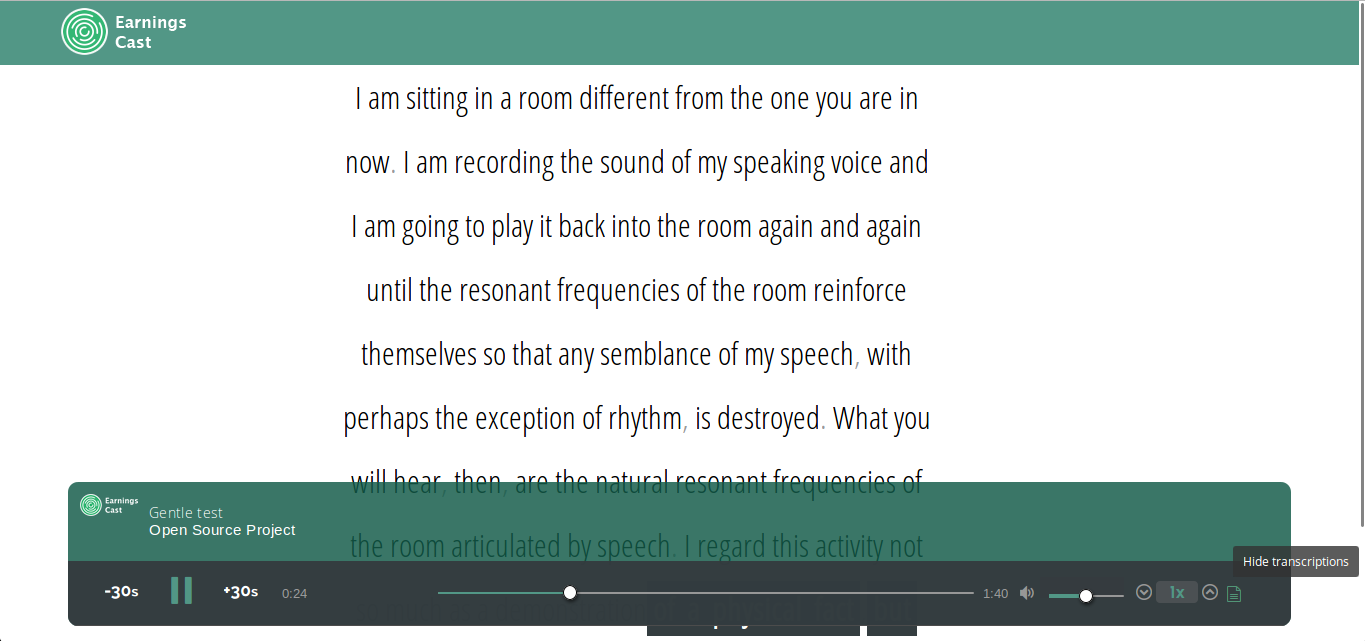 Earnings
Cast
I am sitting in a room different from the one you are in
now. I am recording the sound of my speaking voice and
I am going to play it back into the room again and again
until the resonant frequencies of the room reinforce
themselves so that any semblance of my speech, with
perhaps the exception of rhythm, is destroyed. What you
will hear, then, are the natural resonant frequencies of
the room articulated by speech. I regard this activity not
Earnings
Cast
Gentle test
Open Source Project
Hide transcriptions
-30s
+30s
0:24
1:40
1x